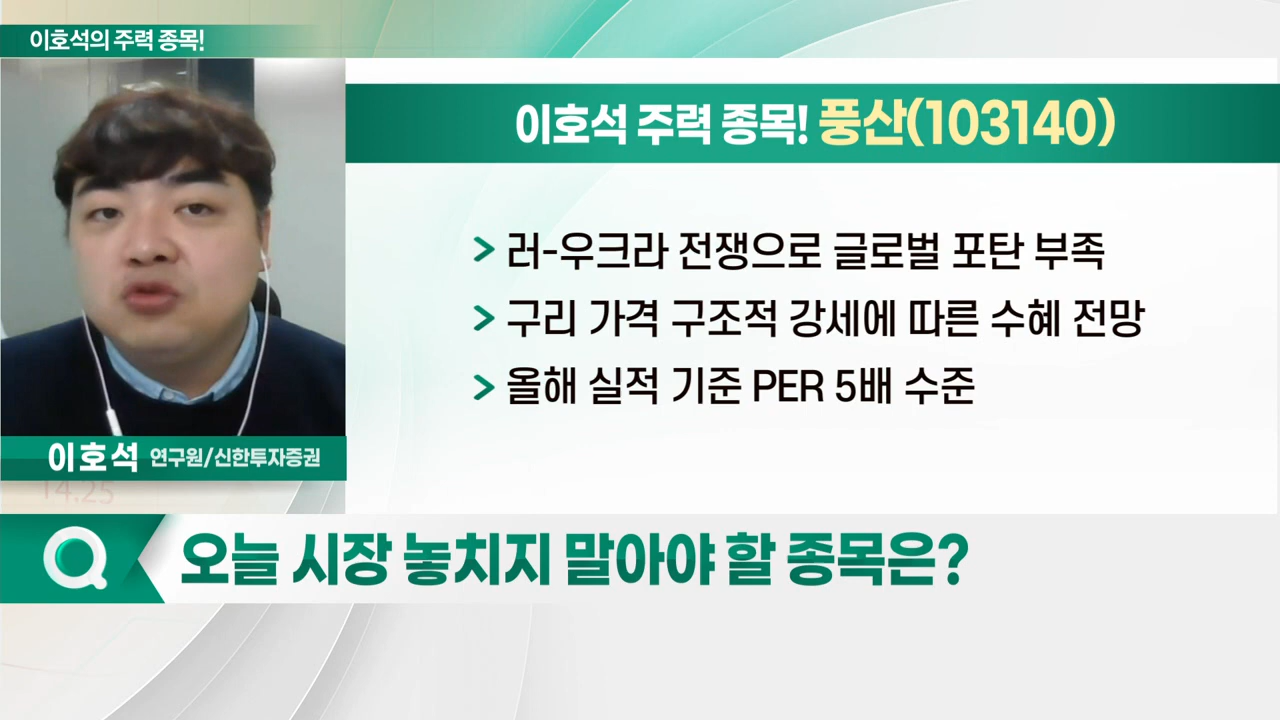 이호석의 주력 종목!
이호석 주력 종목! 풍산(103140)
> 러-우크라 전쟁으로 글로벌 포탄 부족
> 구리 가격 구조적 강세에 따른 수혜 전망
> 올해 실적 기준 PER 5배 수준
이호석 연구원/신한투자증권
14.25
Q 오늘 시장 놓치지 말아야 할 종목은?